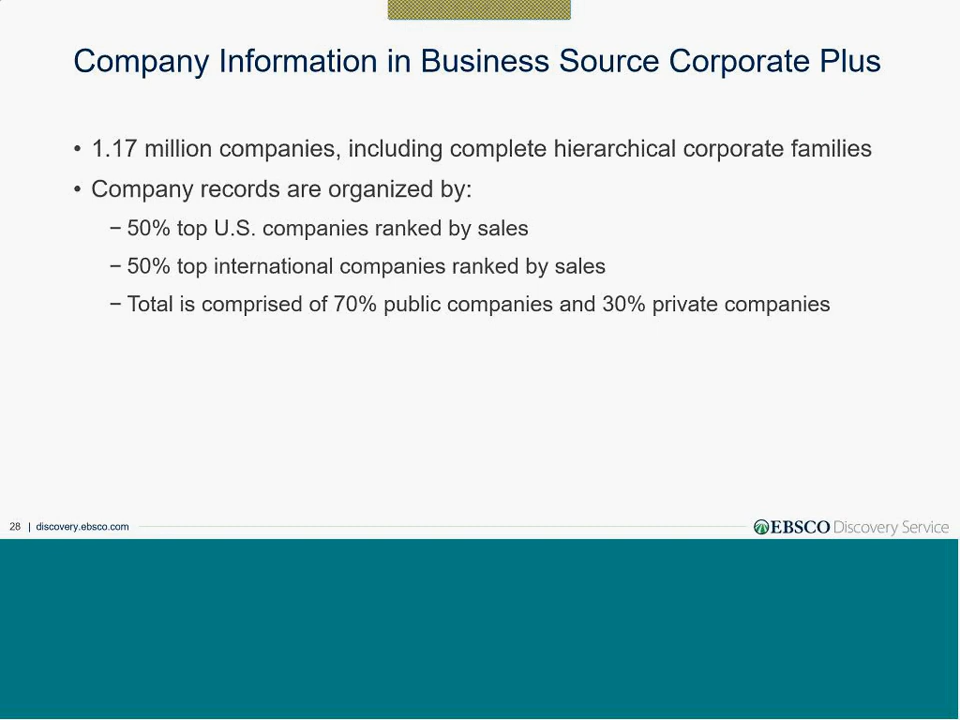 Company Information in Business Source Corporate Plus
• 1.17 million companies, including complete hierarchical corporate families
• Company records are organized by:
− 50% top U.S. companies ranked by sales
− 50% top international companies ranked by sales
− Total is comprised of 70% public companies and 30% private companies
28 | discovery.ebsco.com
EBSCO Discovery Service